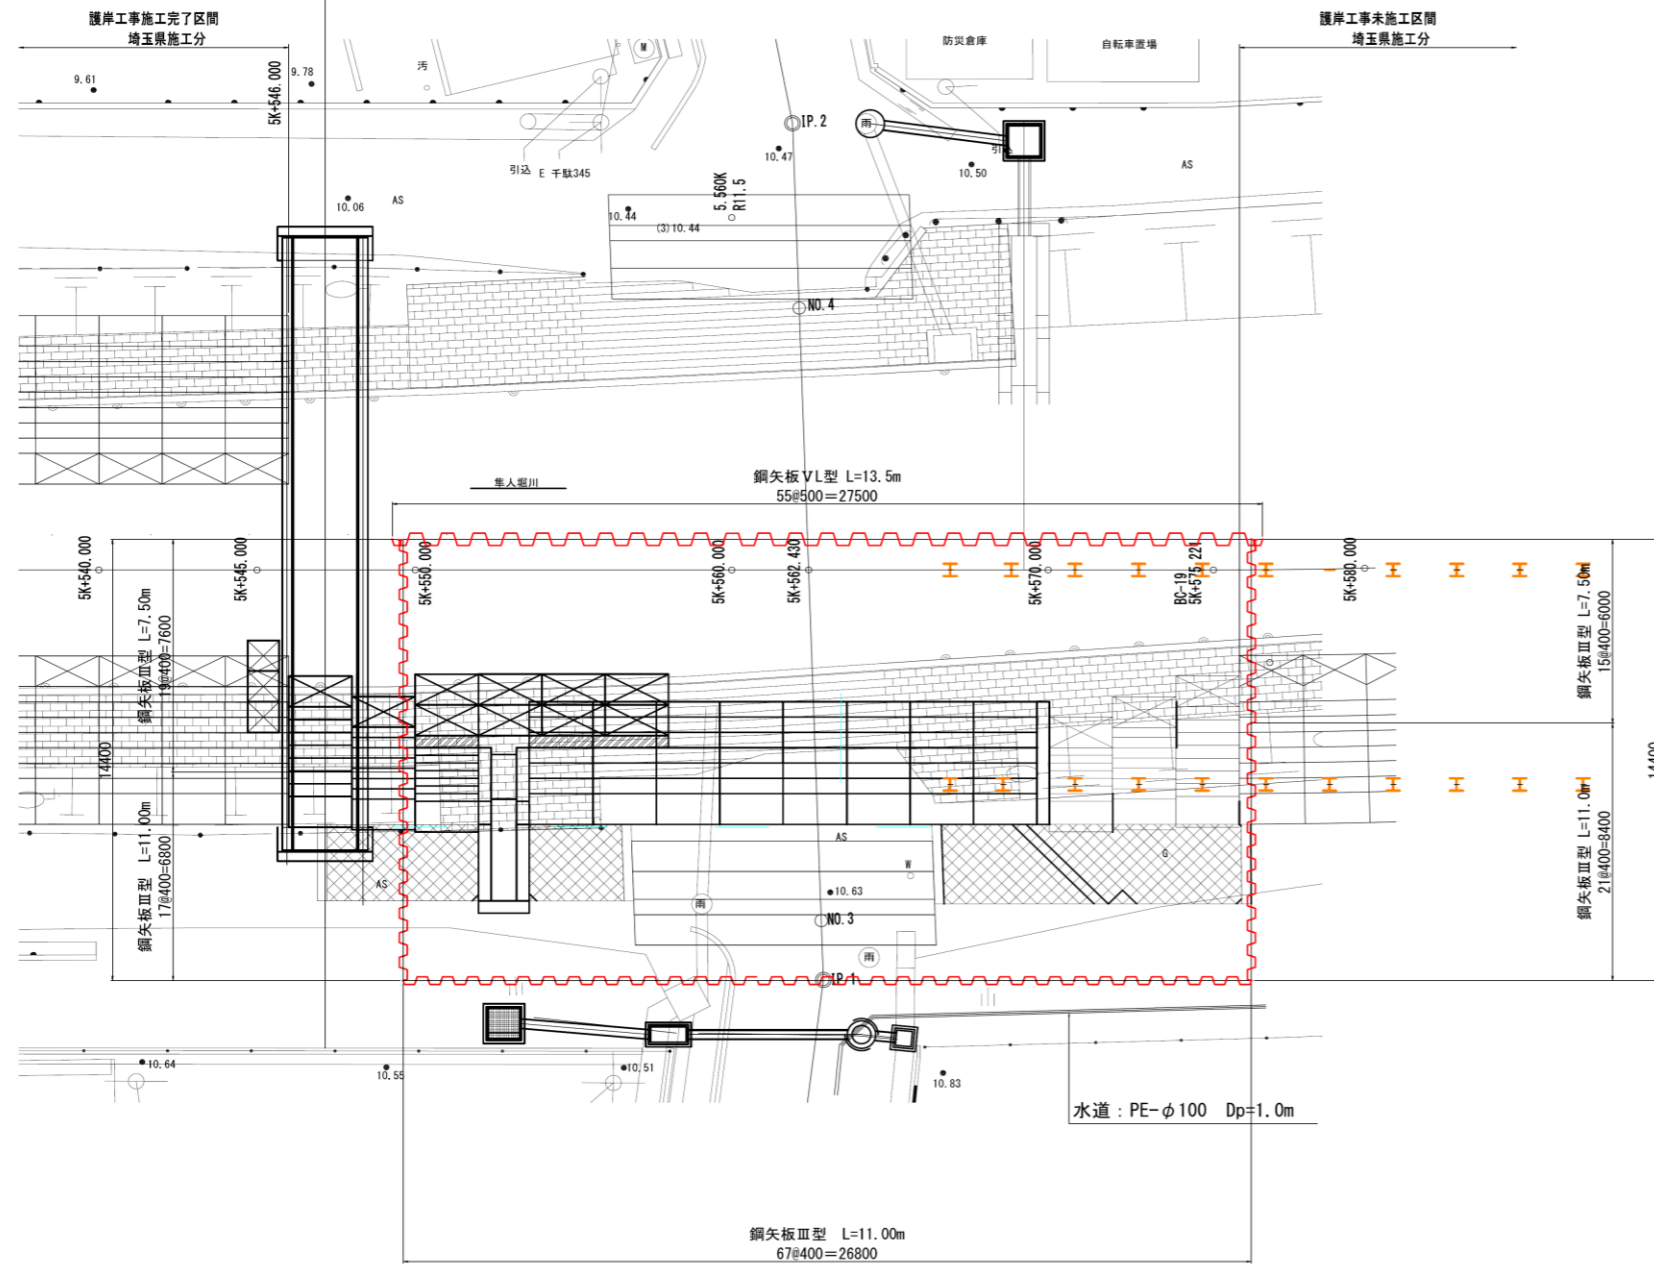 護岸工事施工完了区間
埼玉県施工分
護岸工事未施工区間
埼玉県施工分
防災倉庫
自転車置場
M
汚
9.61
9.78
5K+546.000
IP.2
雨
引込
10.47
10.50
AS
引込
E 千駄345
10.06
AS
5.560K
R11.5
10.44
(3)10.44
NO.4
隼人堀川
鋼矢板ⅥL型 L=13.5m
55@500=27500
5K+540.000
5K+545.000
5K+550.000
5K+560.000
5K+562.430
5K+570.000
BC-19
5K+575.221
5K+580.000
鋼矢板Ⅲ型 L=7.50m
19@400=7600
14400
鋼矢板Ⅲ型 L=11.00m
17@400=6800
鋼矢板Ⅲ型 L=7.50m
15@400=6000
14400
鋼矢板Ⅲ型 L=11.0m
21@400=8400
AS
AS
W
G
10.63
雨
NO.3
雨
IP.1
10.64
10.55
10.51
10.83
水道：PE-φ100 Dp=1.0m
鋼矢板Ⅲ型 L=11.00m
67@400=26800